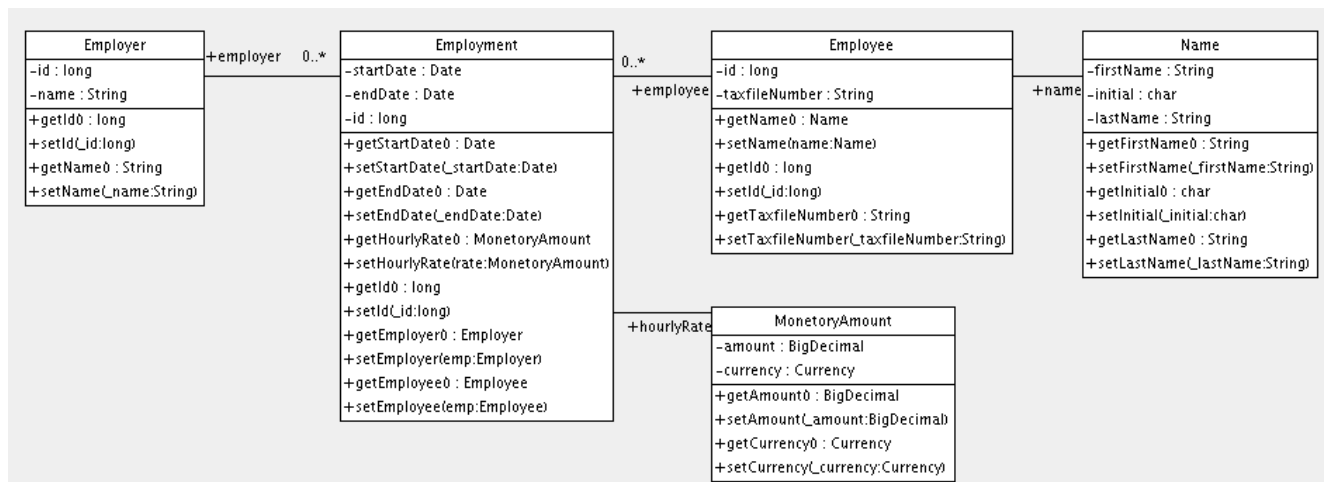 Employer
-id : long
-name : String
+getId() : long
+setId(_id:long)
+getName() : String
+setName(_name:String)
+employer
0..*
Employment
-startDate : Date
-endDate : Date
-id : long
+getStartDate() : Date
+setStartDate(_startDate:Date)
+getEndDate() : Date
+setEndDate(_endDate:Date)
+getHourlyRate() : MonetoryAmount
+setHourlyRate(rate:MonetoryAmount)
+getId() : long
+setId(_id:long)
+getEmployer() : Employer
+setEmployer(emp:Employer)
+getEmployee() : Employee
+setEmployee(emp:Employee)
0..*
+employee
Employee
-id : long
-taxfileNumber : String
+getName() : Name
+setName(name:Name)
+getId() : long
+setId(_id:long)
+getTaxfileNumber() : String
+setTaxfileNumber(_taxfileNumber:String)
+name
Name
-firstName : String
-initial : char
-lastName : String
+getFirstName() : String
+setFirstName(_firstName:String)
+getInitial() : char
+setInitial(_initial:char)
+getLastName() : String
+setLastName(_lastName:String)
+hourlyRate
MonetoryAmount
-amount : BigDecimal
-currency : Currency
+getAmount() : BigDecimal
+setAmount(_amount:BigDecimal)
+getCurrency() : Currency
+setCurrency(_currency:Currency)